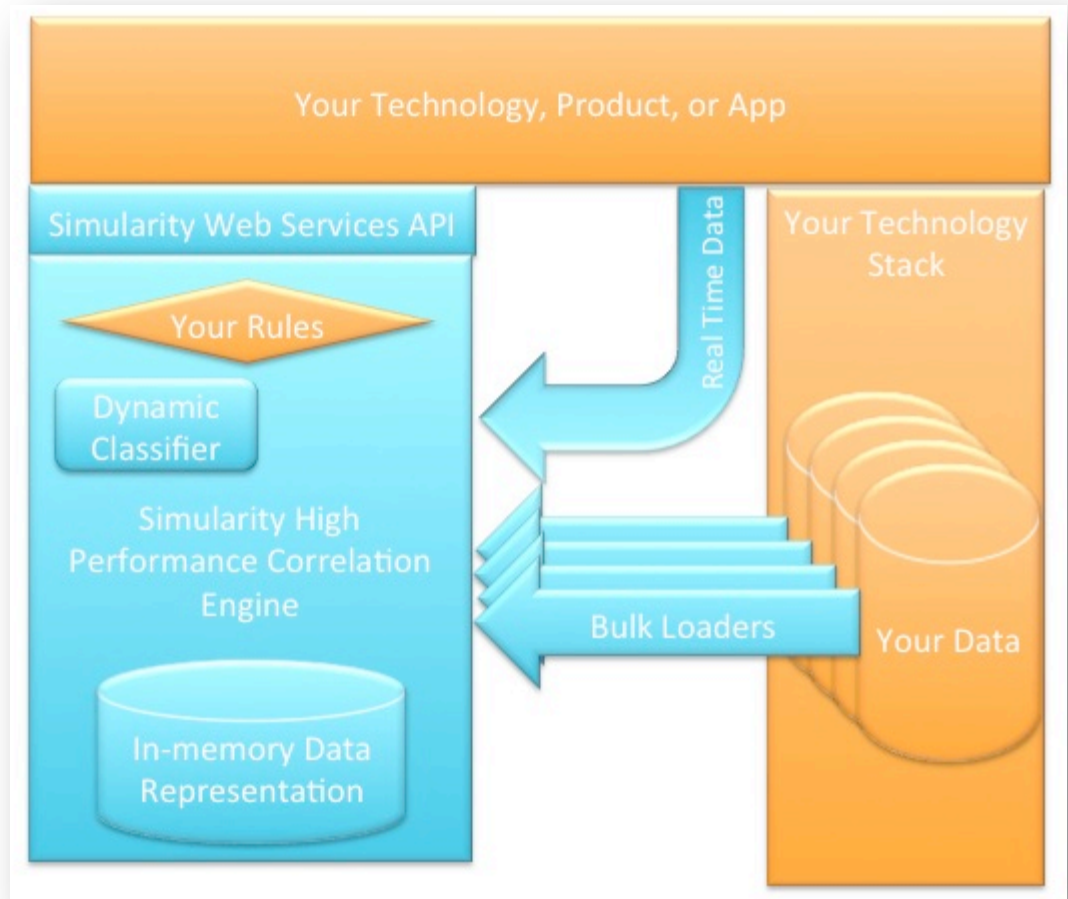 Your Technology, Product, or App
Simularity Web Services API
Your Rules
Dynamic
Classifier
Simularity High
Performance Correlation
Engine
In-memory Data
Representation
Real Time Data
Bulk Loaders
Your Technology
Stack
Your Data